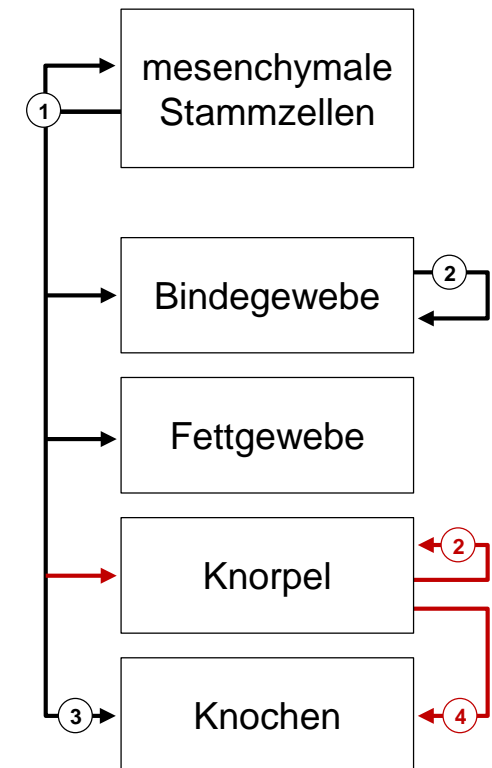 mesenchymale
Stammzellen
1
Bindegewebe
2
Fettgewebe
Knorpel
2
Knochen
3
4